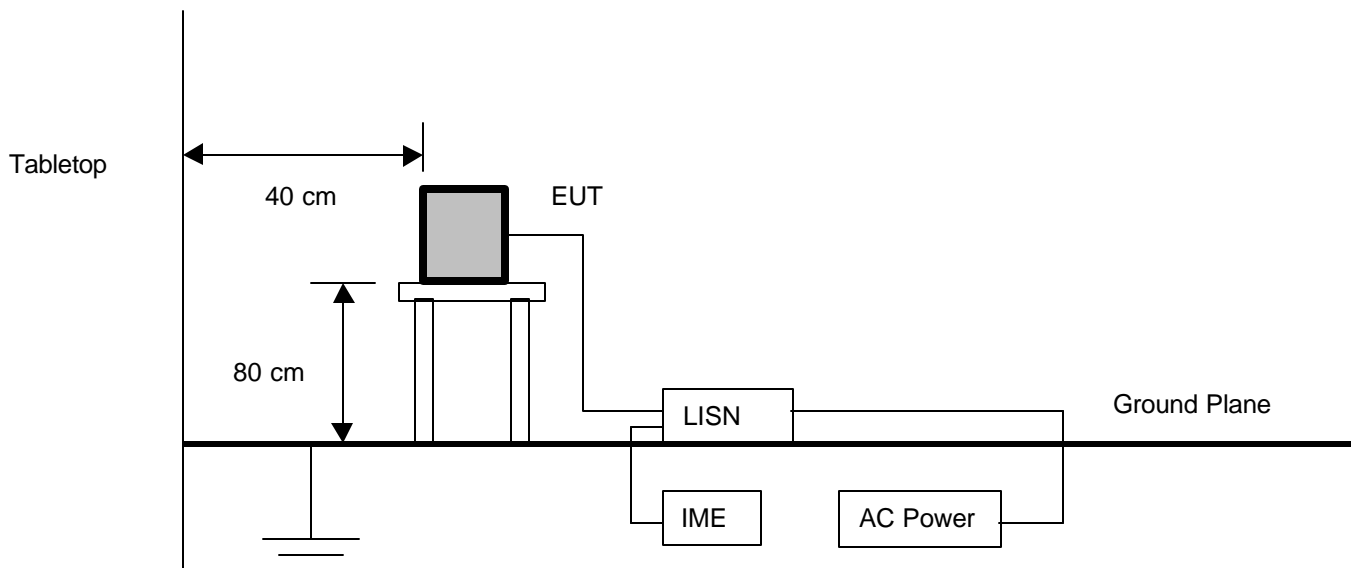 Tabletop
40 cm
EUT
80 cm
LISN
Ground Plane
IME
AC Power